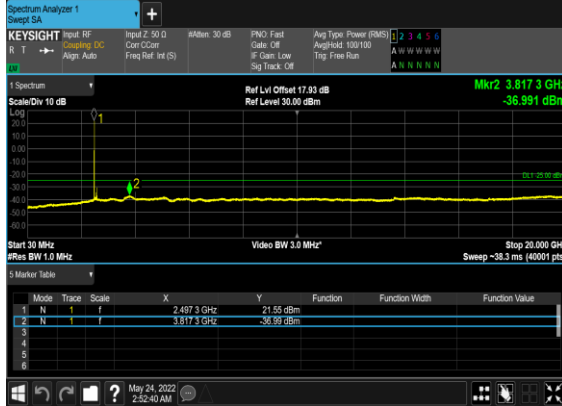 Spectrum Analyzer 1
Swept SA
+
KEYSIGHT Input: RF Input Z: 50 Ω #Atten: 30 dB PNO: Fast Avg Type: Power (RMS) 1 2 3 4 5 6
R T Coupling: DC Corr CCorr Gate: Off Avg|Hold: 100/100 A W W W W W
Align: Auto Freq Ref: Int (S) IF Gain: Low Trig: Free Run
Sig Track: Off A N N N N N
1 Spectrum Ref Lvl Offset 17.93 dB Mkr2 3.817 3 GHz
Scale/Div 10 dB Ref Level 30.00 dBm -36.991 dBm
Log
20.0
10.0
0.00
-10.0
-20.0
-30.0
-40.0
-50.0
-60.0
1
2
DL1 -25.00 dBm
Start 30 MHz Video BW 3.0 MHz* Stop 20.000 GHz
#Res BW 1.0 MHz Sweep ~38.3 ms (40001 pts)
5 Marker Table
Mode Trace Scale X Y Function Function Width Function Value
1 N 1 f 2.497 3 GHz 21.55 dBm
2 N 1 f 3.817 3 GHz -36.99 dBm
3
4
5
6
? May 24, 2022
2:52:40 AM